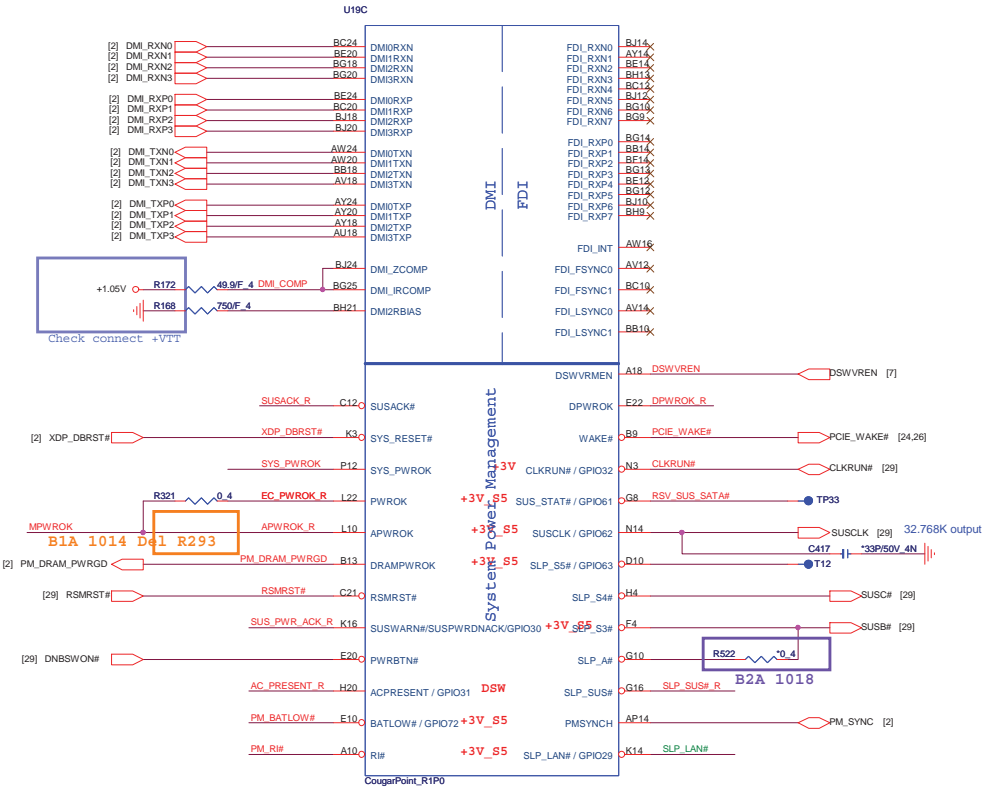 U19C
[2] DMI_RXN0 BC24 DMI0RXN FDI_RXN0 BJ14
[2] DMI_RXN1 BE20 DMI1RXN FDI_RXN1 AY14
[2] DMI_RXN2 BG18 DMI2RXN FDI_RXN2 BE14
[2] DMI_RXN3 BG20 DMI3RXN FDI_RXN3 BH13
FDI_RXN4 BC12
[2] DMI_RXP0 BE24 DMI0RXP FDI_RXN5 BJ12
[2] DMI_RXP1 BC20 DMI1RXP FDI_RXN6 BG10
[2] DMI_RXP2 BJ18 DMI2RXP FDI_RXN7 BG9
[2] DMI_RXP3 BJ20 DMI3RXP
FDI_RXP0 BG14
[2] DMI_TXN0 AW24 DMI0TXN FDI_RXP1 BB14
[2] DMI_TXN1 AW20 DMI1TXN FDI_RXP2 BF14
[2] DMI_TXN2 BB18 DMI2TXN FDI_RXP3 BG13
[2] DMI_TXN3 AV18 DMI3TXN FDI_RXP4 BE12
FDI_RXP5 BG12
[2] DMI_TXP0 AY24 DMI0TXP FDI_RXP6 BJ10
[2] DMI_TXP1 AY20 DMI1TXP FDI_RXP7 BH9
[2] DMI_TXP2 AY18 DMI2TXP
[2] DMI_TXP3 AU18 DMI3TXP
DMI
FDI
FDI_INT AW16
BJ24 DMI_ZCOMP FDI_FSYNC0 AV12
+1.05V R172 49.9/F_4 DMI_COMP BG25 DMI_IRCOMP FDI_FSYNC1 BC10
R168 750/F_4 BH21 DMI2RBIAS FDI_LSYNC0 AV14
FDI_LSYNC1 BB10
Check connect +VTT
System Power Management
DSWVRMEN A18 DSWVREN DSWVREN [7]
SUSACK_R C12 SUSACK# DPWROK E22 DPWROK_R
[2] XDP_DBRST# XDP_DBRST# K3 SYS_RESET# WAKE# B9 PCIE_WAKE# PCIE_WAKE# [24,26]
SYS_PWROK P12 SYS_PWROK +3V CLKRUN# / GPIO32 N3 CLKRUN# CLKRUN# [29]
R321 0_4 EC_PWROK_R L22 PWROK +3V_S5 SUS_STAT# / GPIO61 G8 RSV_SUS_SATA# TP33
MPWROK APWROK_R L10 APWROK +3V_S5 SUSCLK / GPIO62 N14 SUSCLK [29] 32.768K output
B1A 1014 Del R293
C417 *33P/50V_4N
[2] PM_DRAM_PWRGD PM_DRAM_PWRGD B13 DRAMPWROK +3V_S5 SLP_S5# / GPIO63 D10 T12
[29] RSMRST# RSMRST# C21 RSMRST# SLP_S4# H4 SUSC# [29]
SUS_PWR_ACK_R K16 SUSWARN#/SUSPWRDNACK/GPIO30 +3V_S5 SLP_S3# F4 SUSB# [29]
[29] DNBSWON# E20 PWRBTN# SLP_A# G10 R522 *0_4
B2A 1018
AC_PRESENT_R H20 ACPRESENT / GPIO31 DSW SLP_SUS# G16 SLP_SUS#_R
PM_BATLOW# E10 BATLOW# / GPIO72 +3V_S5 PMSYNCH AP14 PM_SYNC [2]
PM_RI# A10 RI# +3V_S5 SLP_LAN# / GPIO29 K14 SLP_LAN#
CougarPoint_R1P0